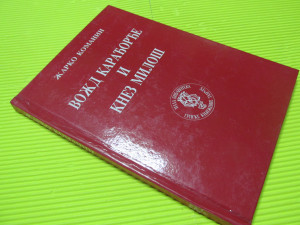 ЖАРКО КОМАНИН
ВОЖД КАРАЂОРЂЕ
И
КНЕЗ МИЛОШ